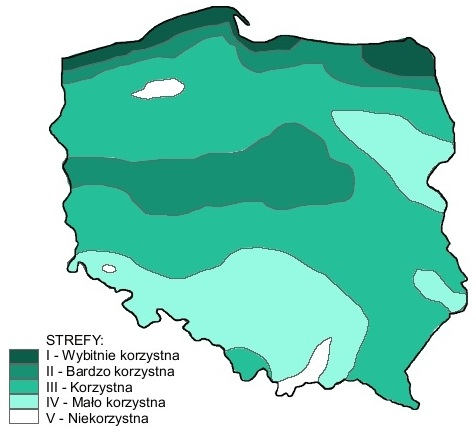 STREFY:
I - Wybitnie korzystna
II - Bardzo korzystna
III - Korzystna
IV - Mało korzystna
V - Niekorzystna